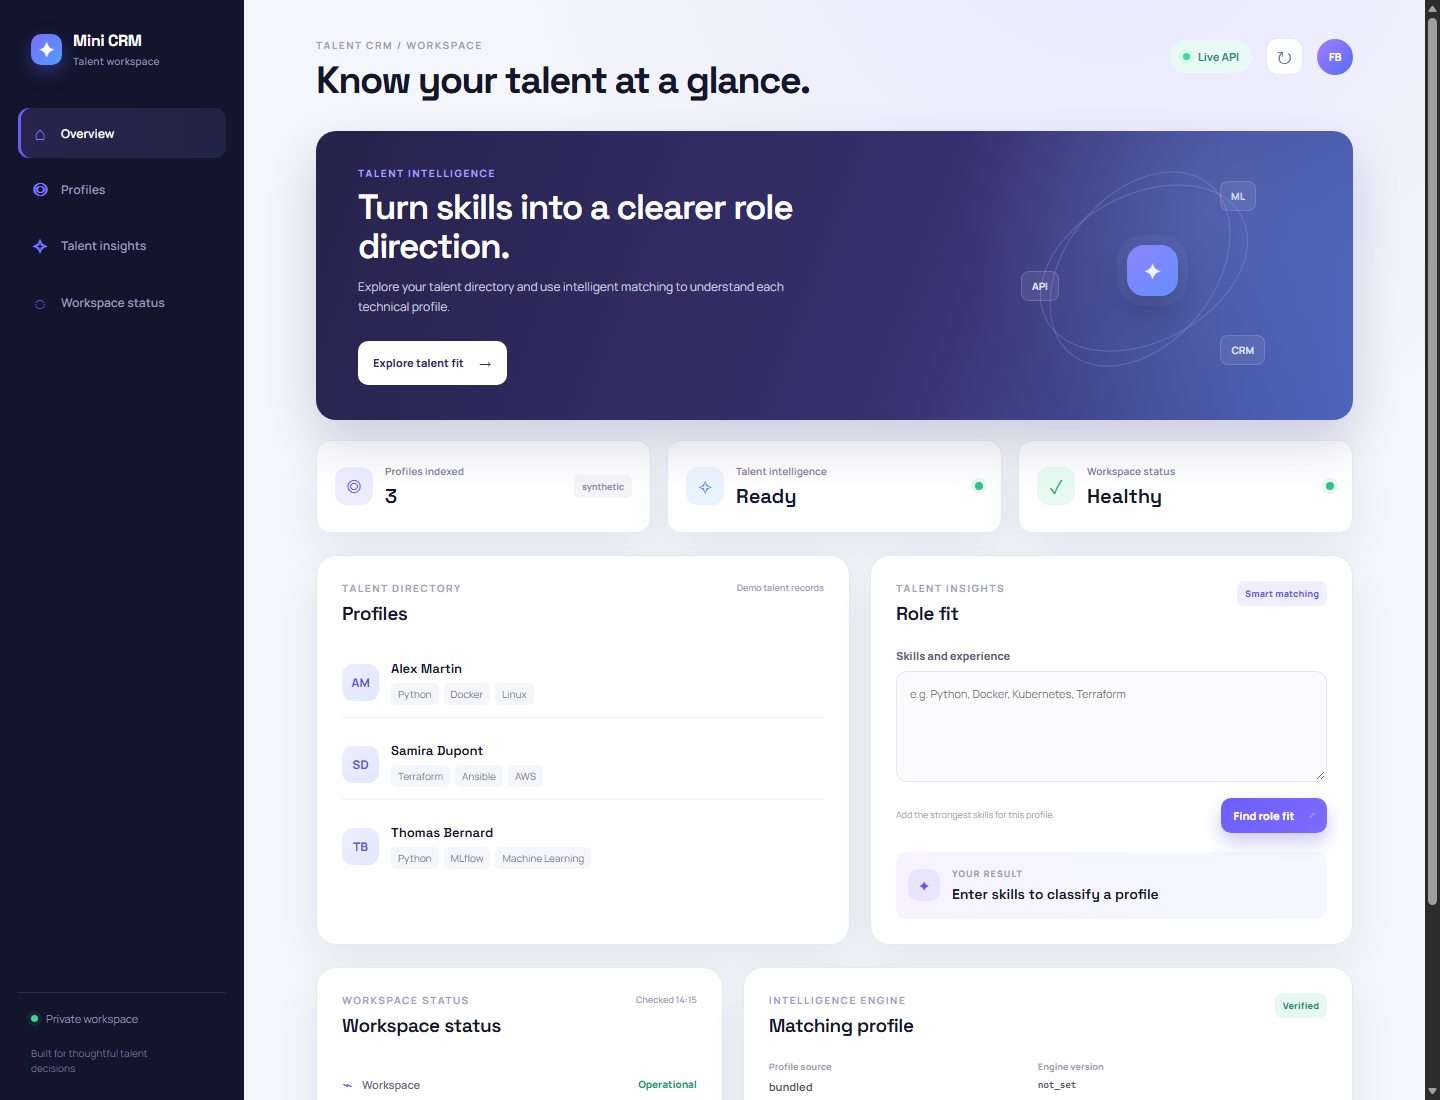 Mini CRM
Talent workspace
Overview
Profiles
Talent insights
Workspace status
Private workspace
Built for thoughtful talent
decisions
TALENT CRM / WORKSPACE
Know your talent at a glance.
Live API
FB
TALENT INTELLIGENCE
Turn skills into a clearer role
direction.
Explore your talent directory and use intelligent matching to understand each
technical profile.
Explore talent fit →
ML
API
CRM
Profiles indexed
3
synthetic
Talent intelligence
Ready
Workspace status
Healthy
TALENT DIRECTORY
Demo talent records
Profiles
AM
Alex Martin
Python Docker Linux
SD
Samira Dupont
Terraform Ansible AWS
TB
Thomas Bernard
Python MLflow Machine Learning
TALENT INSIGHTS
Smart matching
Role fit
Skills and experience
e.g. Python, Docker, Kubernetes, Terraform
Add the strongest skills for this profile.
Find role fit
YOUR RESULT
Enter skills to classify a profile
WORKSPACE STATUS
Checked 14:15
Workspace status
Workspace
Operational
INTELLIGENCE ENGINE
Verified
Matching profile
Profile source
bundled
Engine version
not_set